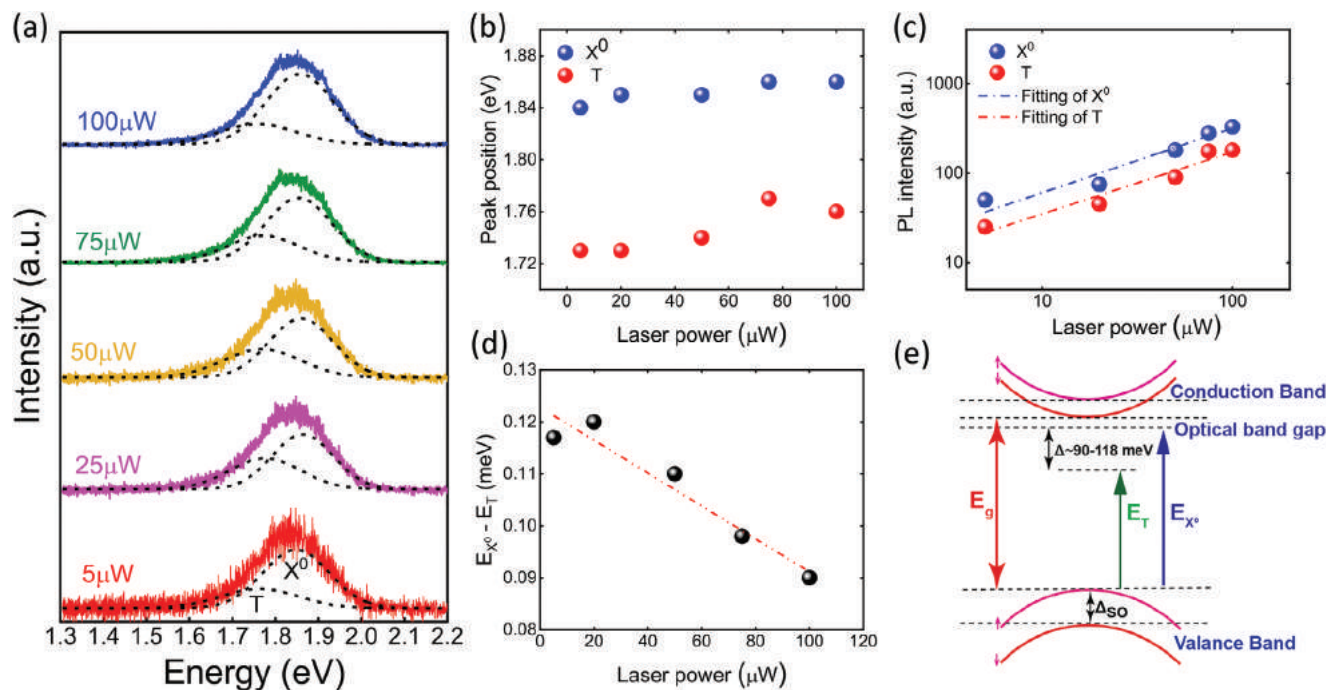 (a)
100μW
75μW
50μW
25μW
5μW
X⁰
T
Intensity (a.u.)
1.3 1.4 1.5 1.6 1.7 1.8 1.9 2.0 2.1 2.2
Energy (eV)
(b)
X⁰
T
Peak position (eV)
1.88
1.84
1.80
1.76
1.72
0 20 40 60 80 100
Laser power (μW)
(c)
X⁰
T
Fitting of X⁰
Fitting of T
PL intensity (a.u.)
1000
100
10
10 100
Laser power (μW)
(d)
E_X⁰ - E_T (meV)
0.13
0.12
0.11
0.10
0.09
0.08
20 40 60 80 100 120
Laser power (μW)
(e)
Conduction Band
Optical band gap
Δ~90-118 meV
E_g
E_T
E_X⁰
Δ_SO
Valance Band